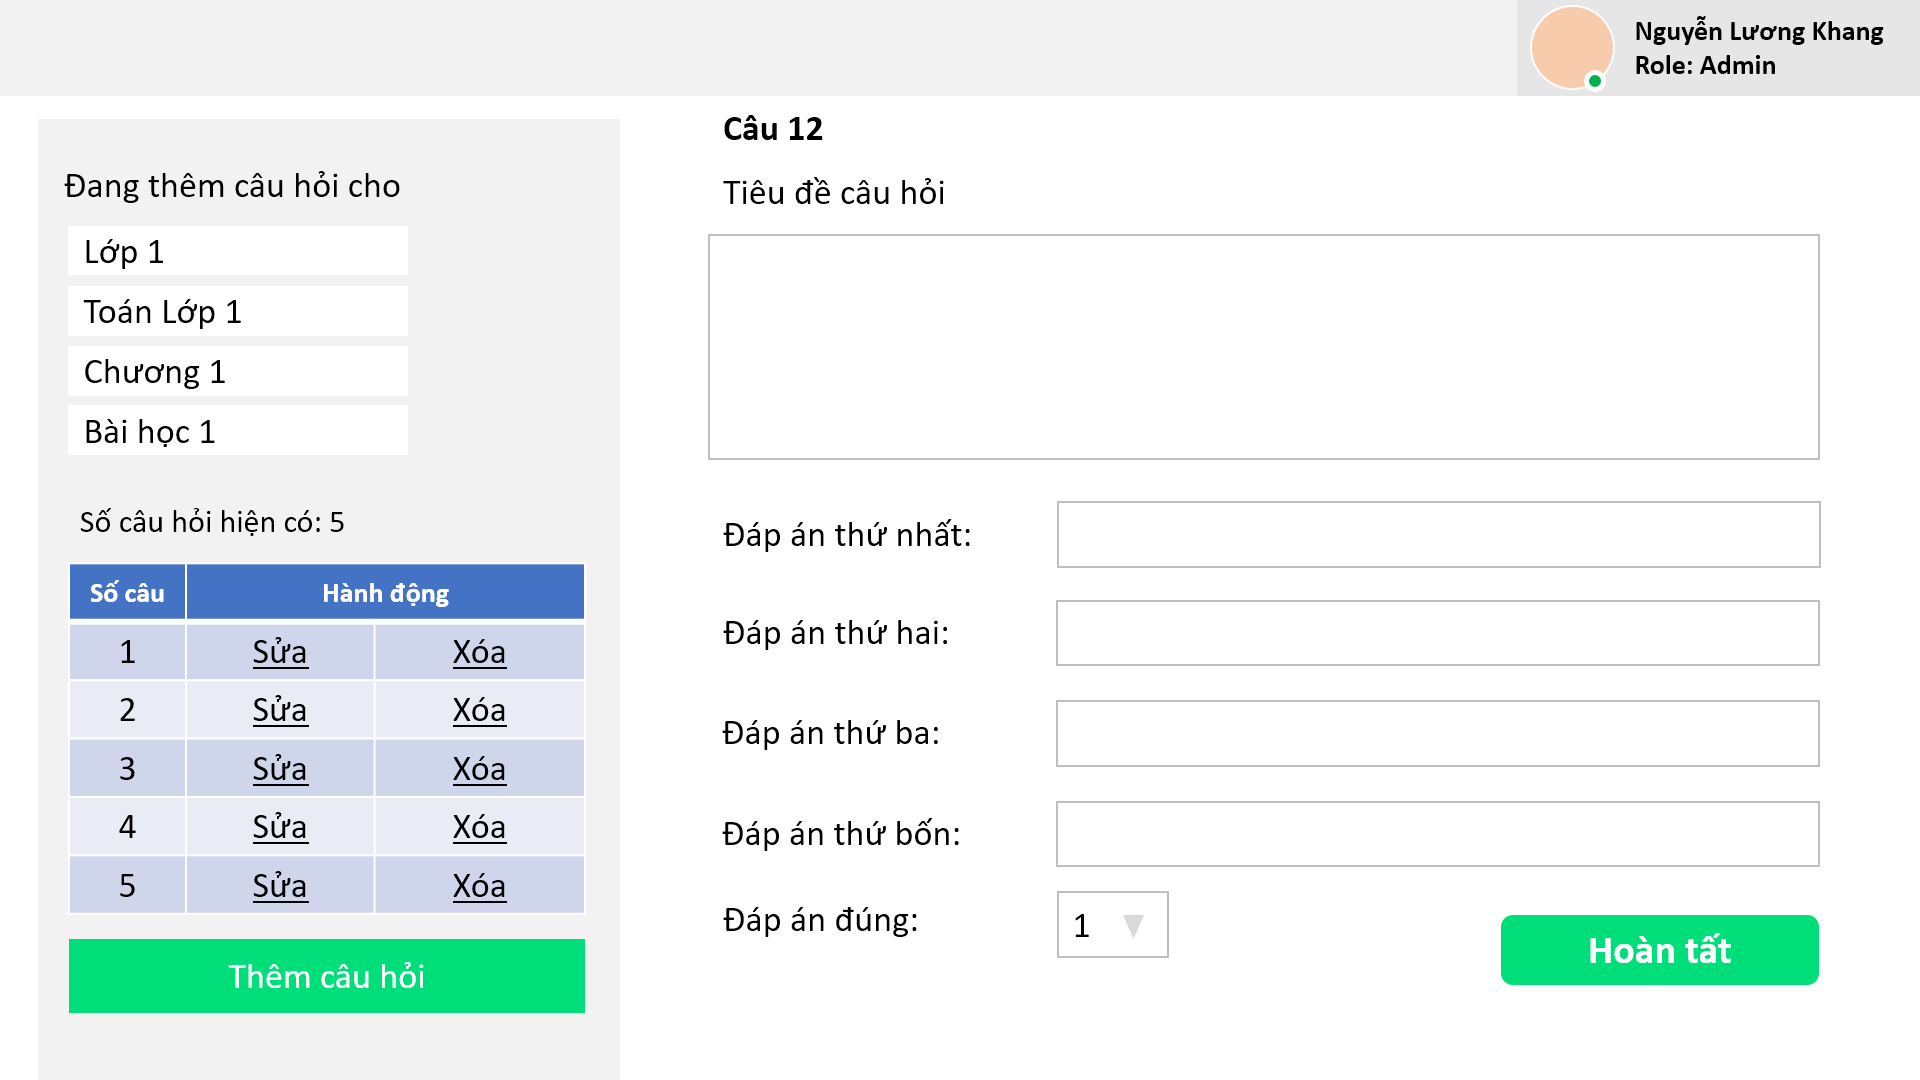 Nguyễn Lương Khang
Role: Admin
Đang thêm câu hỏi cho
Lớp 1
Toán Lớp 1
Chương 1
Bài học 1
Số câu hỏi hiện có: 5
Số câu Hành động
1 Sửa Xóa
2 Sửa Xóa
3 Sửa Xóa
4 Sửa Xóa
5 Sửa Xóa
Thêm câu hỏi
Câu 12
Tiêu đề câu hỏi
Đáp án thứ nhất:
Đáp án thứ hai:
Đáp án thứ ba:
Đáp án thứ bốn:
Đáp án đúng: 1
Hoàn tất